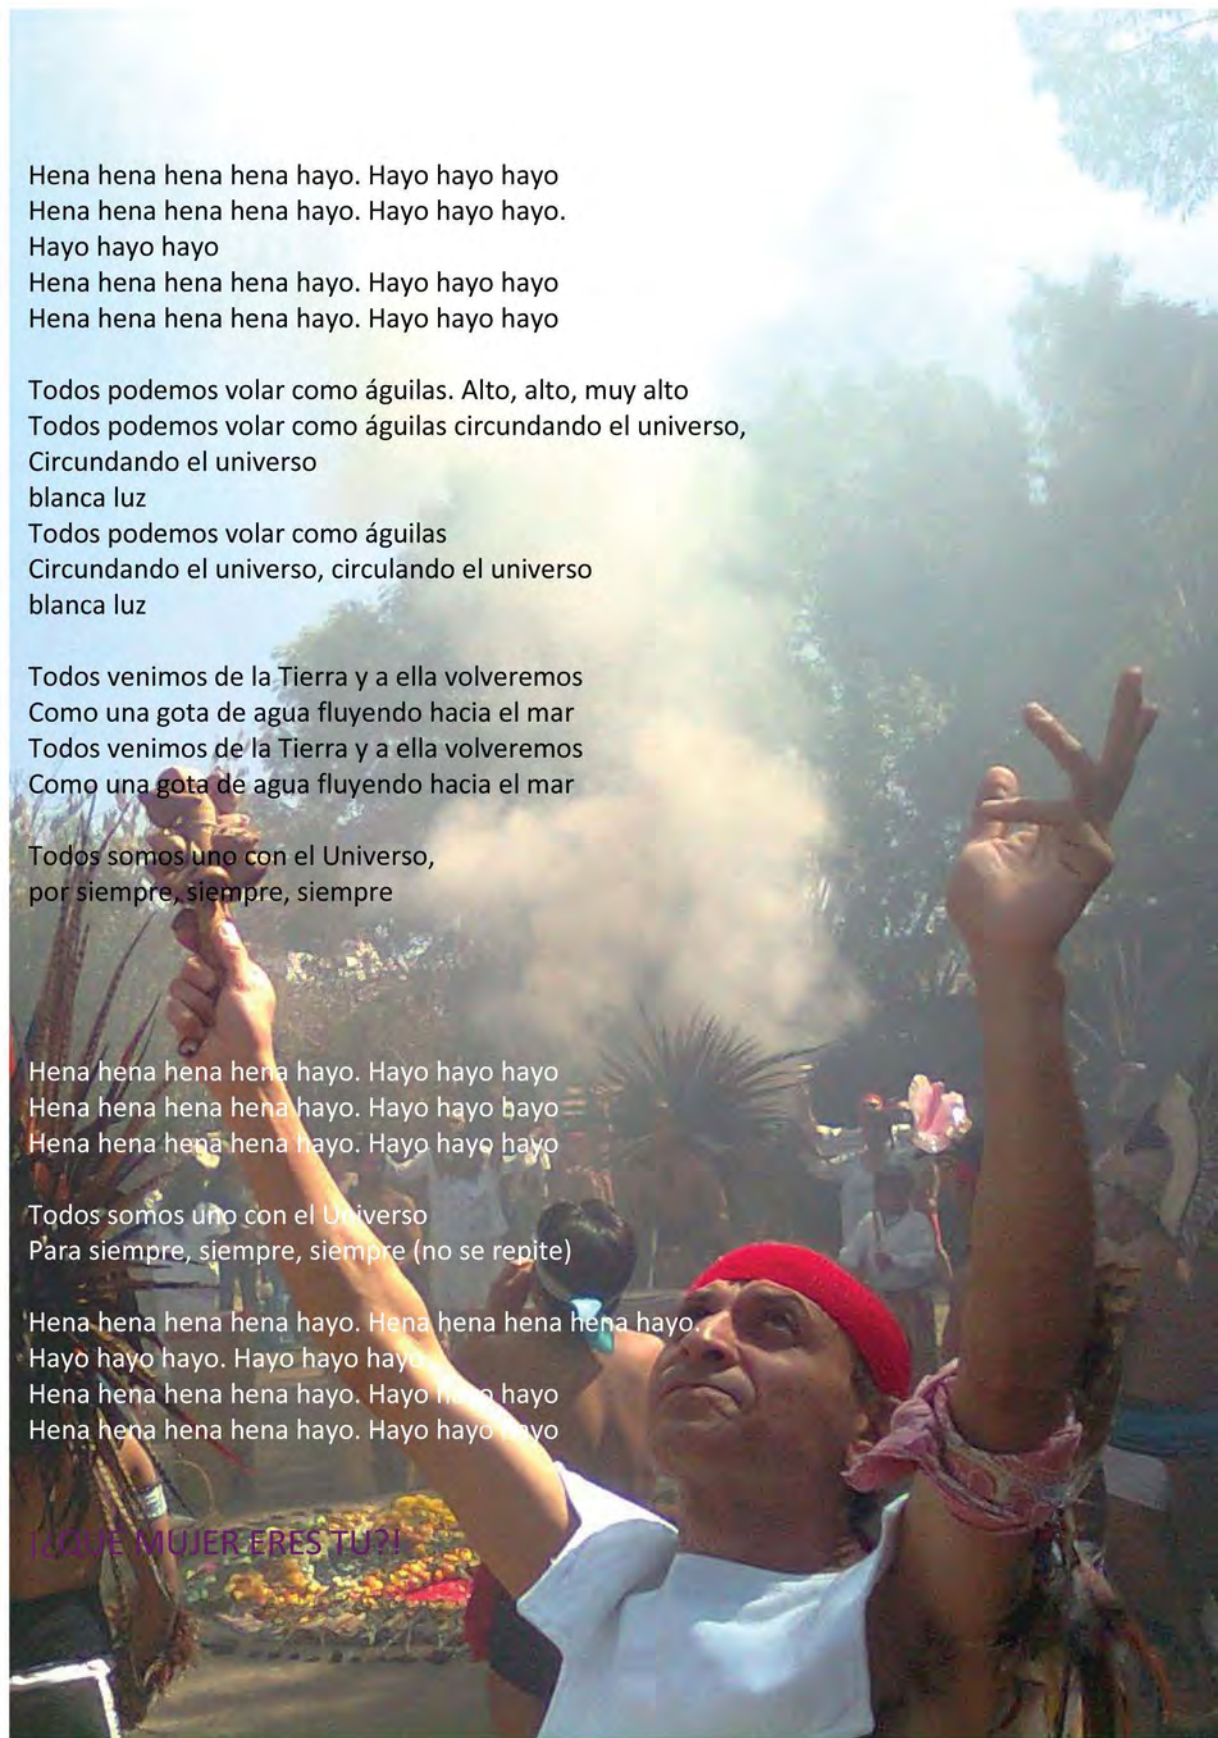 Hena hena hena hena hayo. Hayo hayo hayo
Hena hena hena hena hayo. Hayo hayo hayo.
Hayo hayo hayo
Hena hena hena hena hayo. Hayo hayo hayo
Hena hena hena hena hayo. Hayo hayo hayo
Todos podemos volar como águilas. Alto, alto, muy alto
Todos podemos volar como águilas circundando el universo,
Circundando el universo
blanca luz
Todos podemos volar como águilas
Circundando el universo, circulando el universo
blanca luz
Todos venimos de la Tierra y a ella volveremos
Como una gota de agua fluyendo hacia el mar
Todos venimos de la Tierra y a ella volveremos
Como una gota de agua fluyendo hacia el mar
Todos somos uno con el Universo,
por siempre, siempre, siempre
Hena hena hena hena hayo. Hayo hayo hayo
Hena hena hena hena hayo. Hayo hayo hayo
Hena hena hena hena hayo. Hayo hayo hayo
Todos somos uno con el Universo
Para siempre, siempre, siempre (no se repite)
Hena hena hena hena hayo. Hena hena hena hena hayo.
Hayo hayo hayo. Hayo hayo hayo.
Hena hena hena hena hayo. Hayo hayo hayo
Hena hena hena hena hayo. Hayo hayo hayo
¡¿QUÉ MUJER ERES TU?!